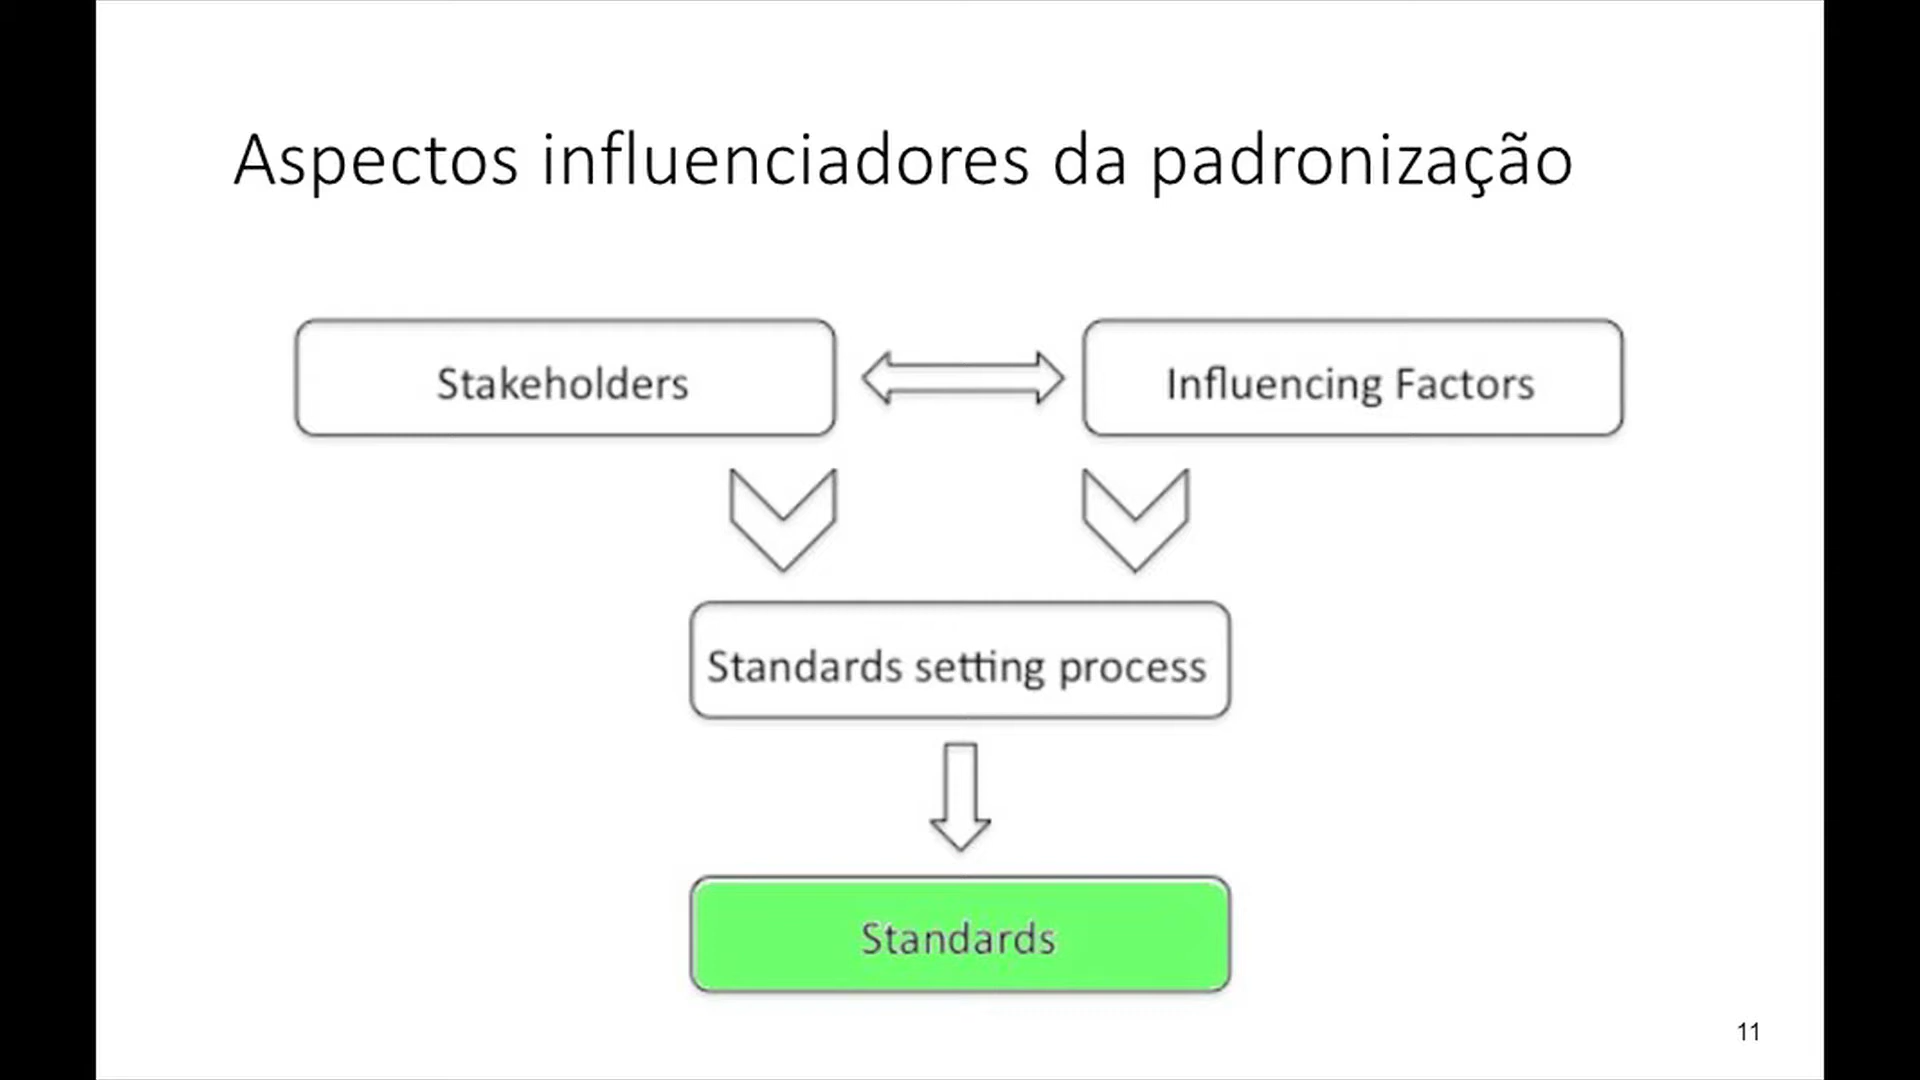 Aspectos influenciadores da padronização
Stakeholders
Influencing Factors
Standards setting process
Standards
11